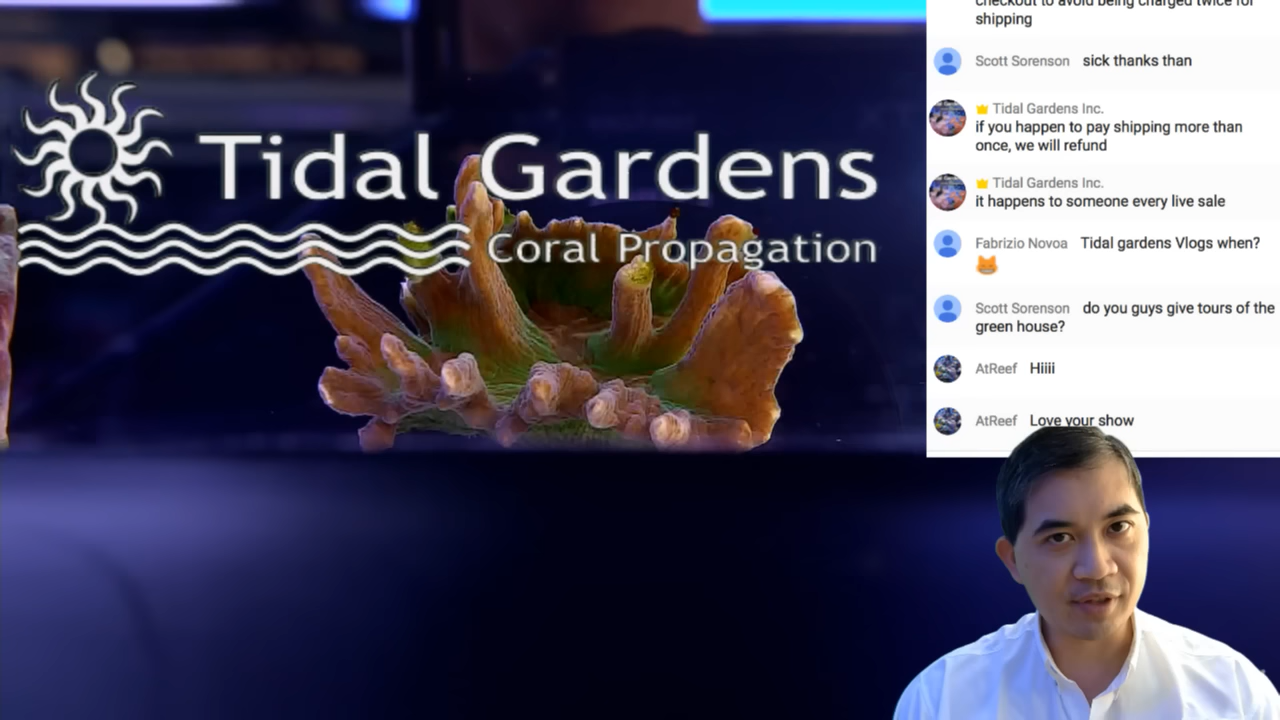 Tidal Gardens
Coral Propagation
checkout to avoid being charged twice for
shipping
Scott Sorenson sick thanks than
Tidal Gardens Inc.
if you happen to pay shipping more than
once, we will refund
Tidal Gardens Inc.
it happens to someone every live sale
Fabrizio Novoa Tidal gardens Vlogs when?
Scott Sorenson do you guys give tours of the
green house?
AtReef Hiiii
AtReef Love your show